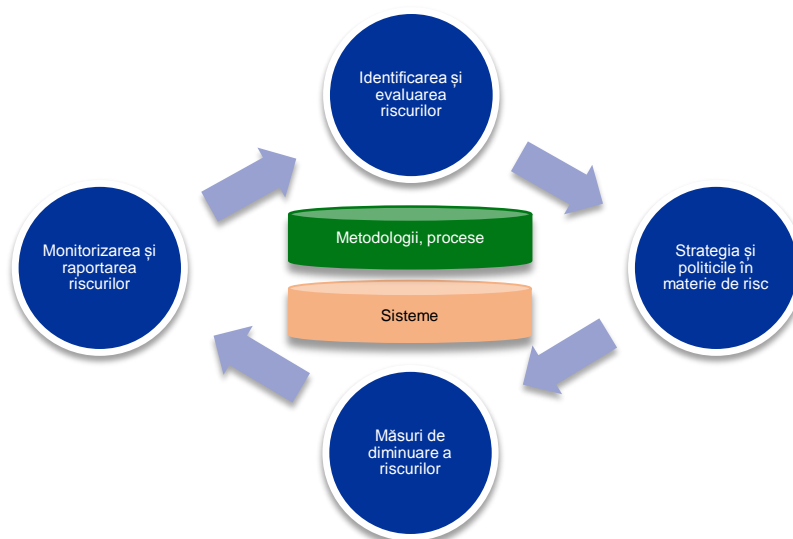 Identificarea și
evaluarea
riscurilor
Metodologii, procese
Monitorizarea și
raportarea
riscurilor
Strategia și
politicile în
materie de risc
Sisteme
Măsuri de
diminuare a
riscurilor